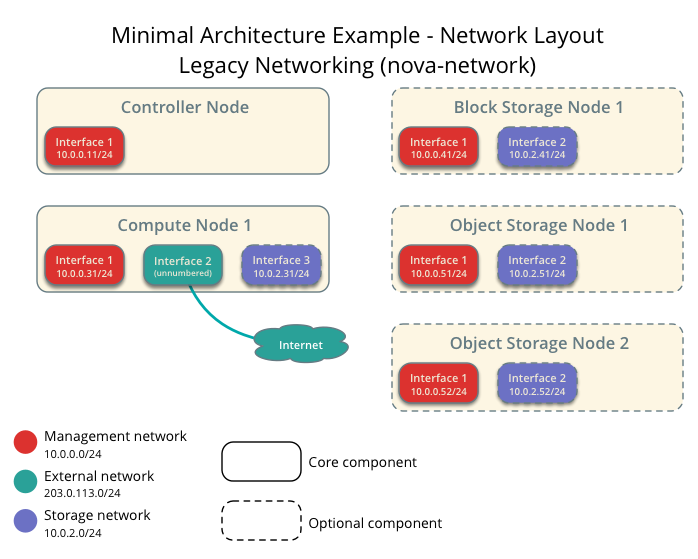 Minimal Architecture Example - Network Layout
Legacy Networking (nova-network)
Controller Node
Interface 1
10.0.0.11/24
Block Storage Node 1
Interface 1
10.0.0.41/24
Interface 2
10.0.2.41/24
Compute Node 1
Interface 1
10.0.0.31/24
Interface 2
(unnumbered)
Interface 3
10.0.2.31/24
Internet
Object Storage Node 1
Interface 1
10.0.0.51/24
Interface 2
10.0.2.51/24
Object Storage Node 2
Interface 1
10.0.0.52/24
Interface 2
10.0.2.52/24
Management network
10.0.0.0/24
External network
203.0.113.0/24
Storage network
10.0.2.0/24
Core component
Optional component